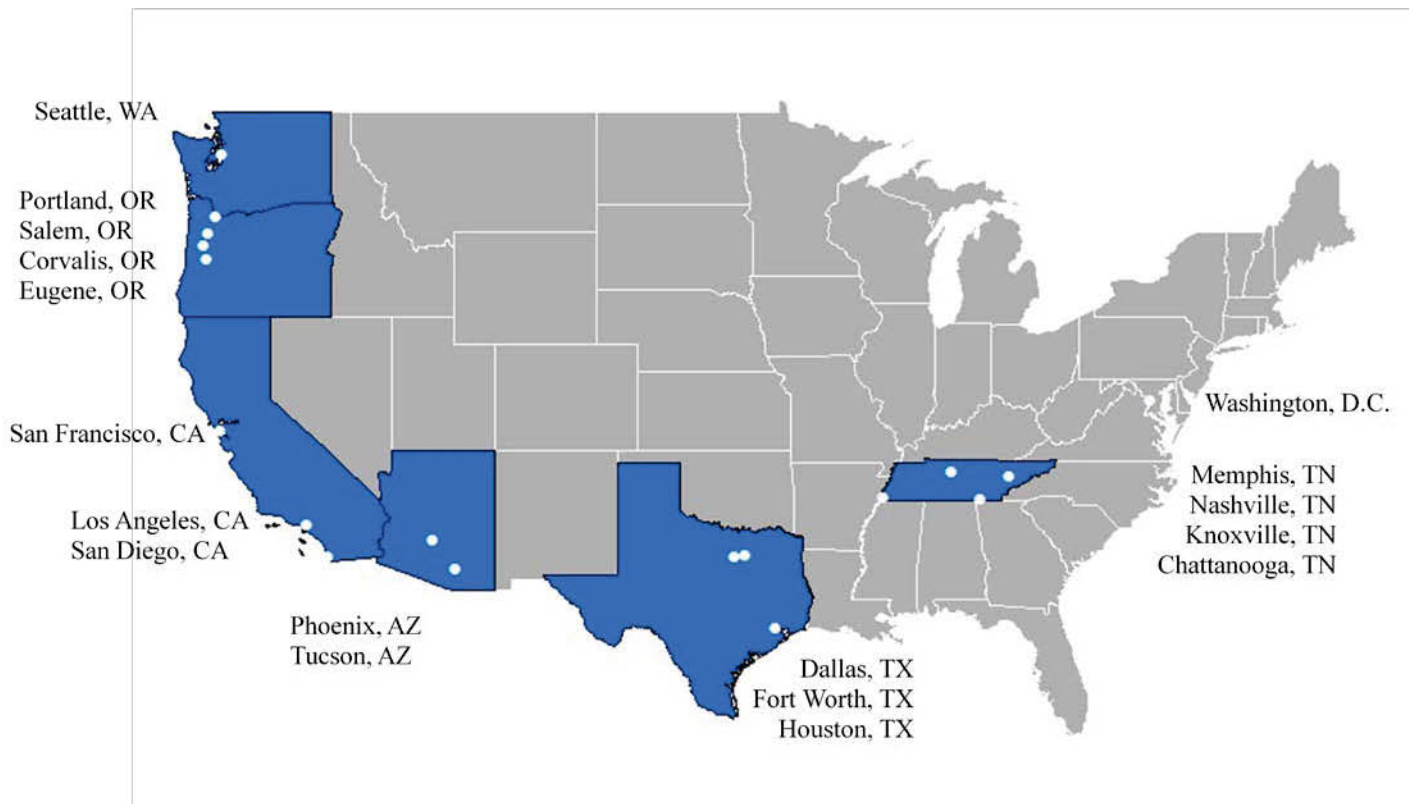 Seattle, WA
Portland, OR
Salem, OR
Corvalis, OR
Eugene, OR
San Francisco, CA
Los Angeles, CA
San Diego, CA
Phoenix, AZ
Tucson, AZ
Dallas, TX
Fort Worth, TX
Houston, TX
Washington, D.C.
Memphis, TN
Nashville, TN
Knoxville, TN
Chattanooga, TN